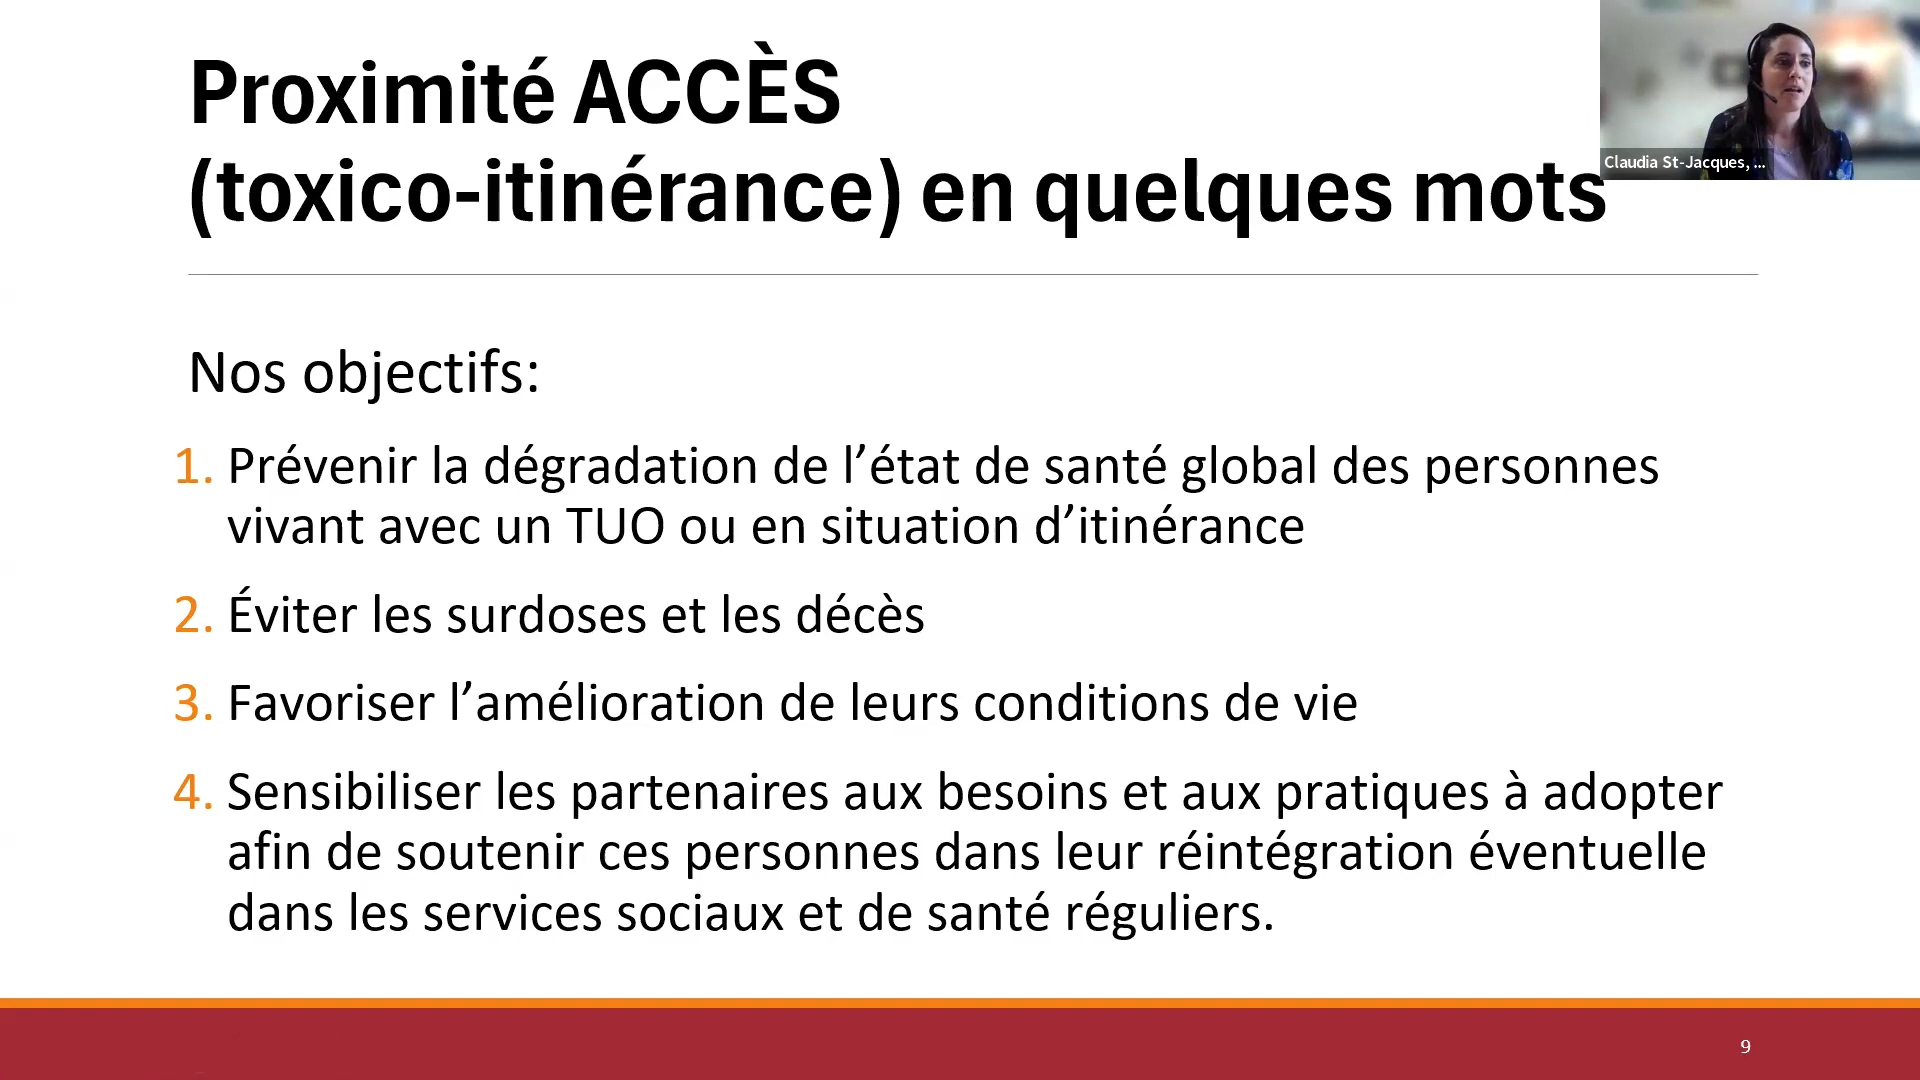 Proximité ACCÈS
(toxico-itinérance) en quelques mots
Claudia St-Jacques, ...
Nos objectifs:
1. Prévenir la dégradation de l’état de santé global des personnes
vivant avec un TUO ou en situation d’itinérance
2. Éviter les surdoses et les décès
3. Favoriser l’amélioration de leurs conditions de vie
4. Sensibiliser les partenaires aux besoins et aux pratiques à adopter
afin de soutenir ces personnes dans leur réintégration éventuelle
dans les services sociaux et de santé réguliers.
9